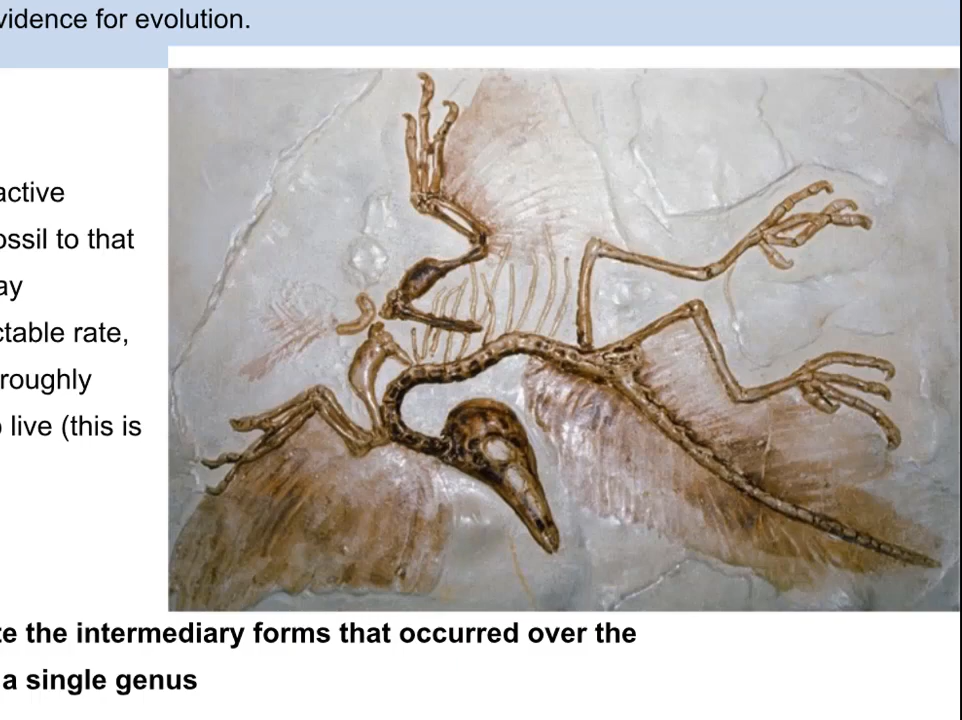 vidence for evolution.
active
ossil to that
ay
ctable rate,
roughly
live (this is
te the intermediary forms that occurred over the
a single genus